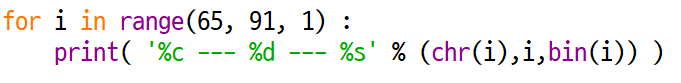 for i in range(65, 91, 1) :
    print( '%c --- %d --- %s' % (chr(i),i,bin(i)) )